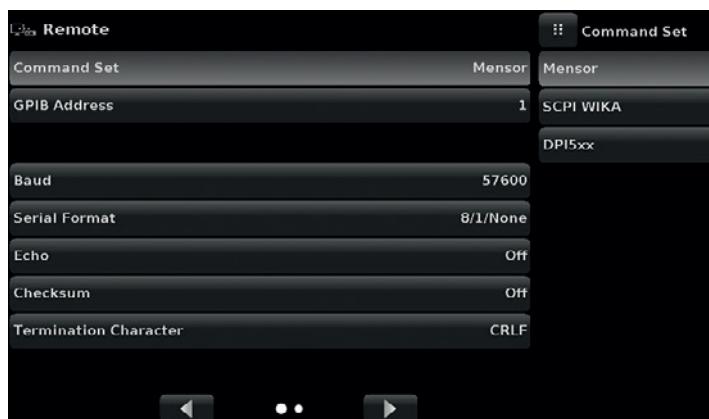 Remote
Command Set Mensor
GPIB Address 1
Baud 57600
Serial Format 8/1/None
Echo Off
Checksum Off
Termination Character CRLF
Command Set
Mensor
SCPI WIKA
DPI5xx